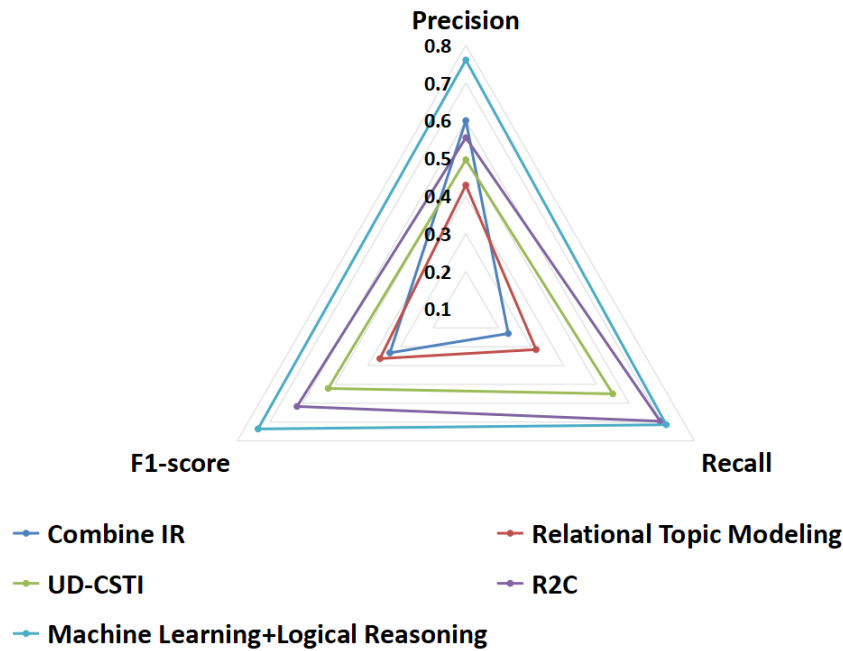 Precision
0.8
0.7
0.6
0.5
0.4
0.3
0.2
0.1
F1-score
Recall
Combine IR
Relational Topic Modeling
UD-CSTI
R2C
Machine Learning+Logical Reasoning